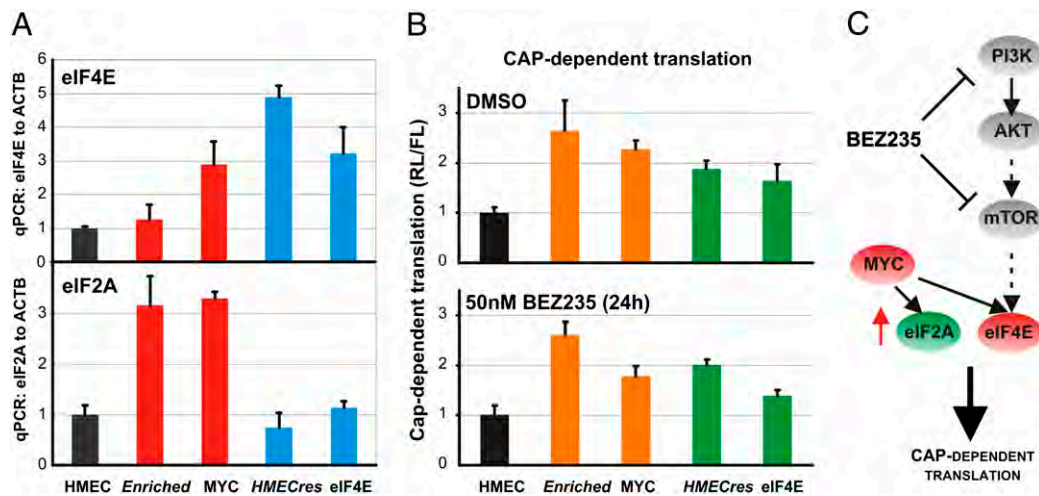 A
eIF4E
qPCR: eIF4E to ACTB
6
5
4
3
2
1
0
eIF2A
qPCR: eIF2A to ACTB
3
2
1
0
HMEC Enriched MYC HMECres eIF4E
B
CAP-dependent translation
Cap-dependent translation (RL/FL)
DMSO
3
2
1
0
50nM BEZ235 (24h)
3
2
1
0
HMEC Enriched MYC HMECres eIF4E
C
PI3K
AKT
BEZ235
mTOR
MYC
eIF2A eIF4E
CAP-DEPENDENT
TRANSLATION